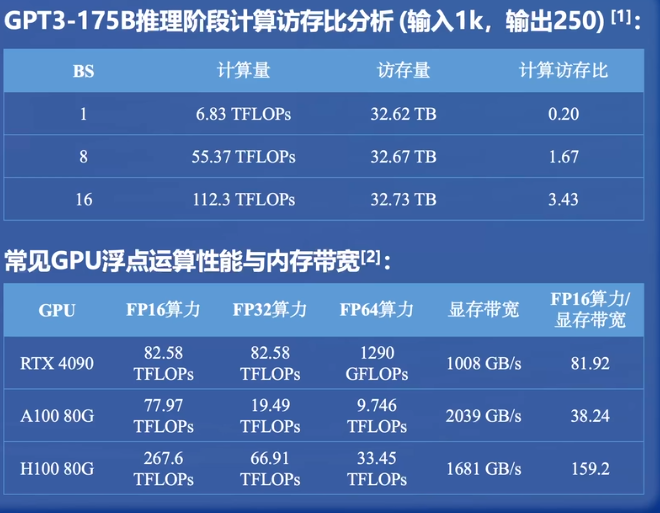 GPT3-175B推理阶段计算访存比分析 (输入1k，输出250) [1]：
BS 计算量 访存量 计算访存比
1 6.83 TFLOPs 32.62 TB 0.20
8 55.37 TFLOPs 32.67 TB 1.67
16 112.3 TFLOPs 32.73 TB 3.43
常见GPU浮点运算性能与内存带宽[2]：
GPU FP16算力 FP32算力 FP64算力 显存带宽 FP16算力/
显存带宽
RTX 4090 82.58
TFLOPs 82.58
TFLOPs 1290
GFLOPs 1008 GB/s 81.92
A100 80G 77.97
TFLOPs 19.49
TFLOPs 9.746
TFLOPs 2039 GB/s 38.24
H100 80G 267.6
TFLOPs 66.91
TFLOPs 33.45
TFLOPs 1681 GB/s 159.2